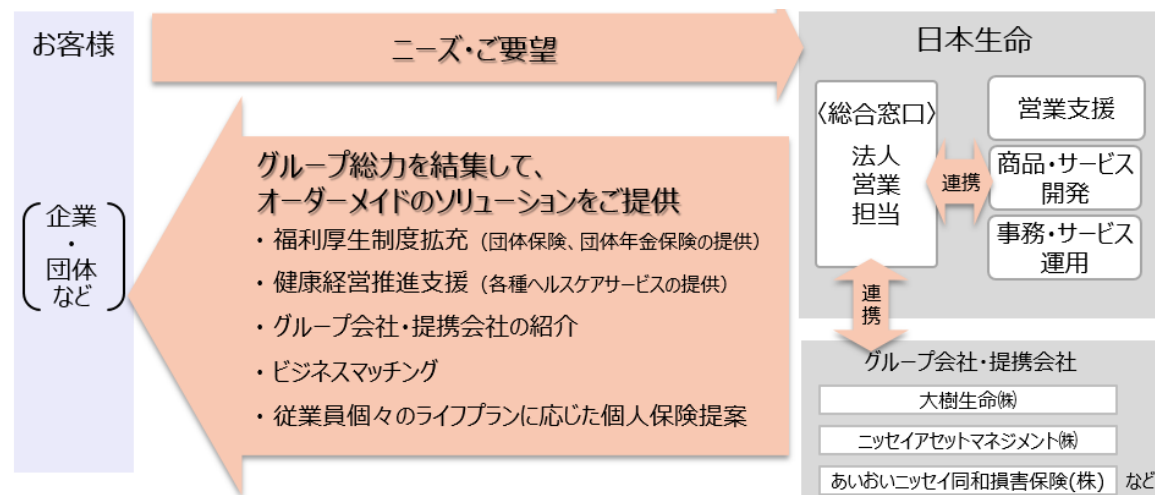 お客様
企業
・
団体
など
ニーズ・ご要望
グループ総力を結集して、
オーダーメイドのソリューションをご提供
・福利厚生制度拡充（団体保険、団体年金保険の提供）
・健康経営推進支援（各種ヘルスケアサービスの提供）
・グループ会社・提携会社の紹介
・ビジネスマッチング
・従業員個々のライフプランに応じた個人保険提案
日本生命
〈総合窓口〉
法人
営業
担当
連携
営業支援
商品・サービス
開発
事務・サービス
運用
連
携
グループ会社・提携会社
大樹生命㈱
ニッセイアセットマネジメント㈱
あいおいニッセイ同和損害保険(株) など